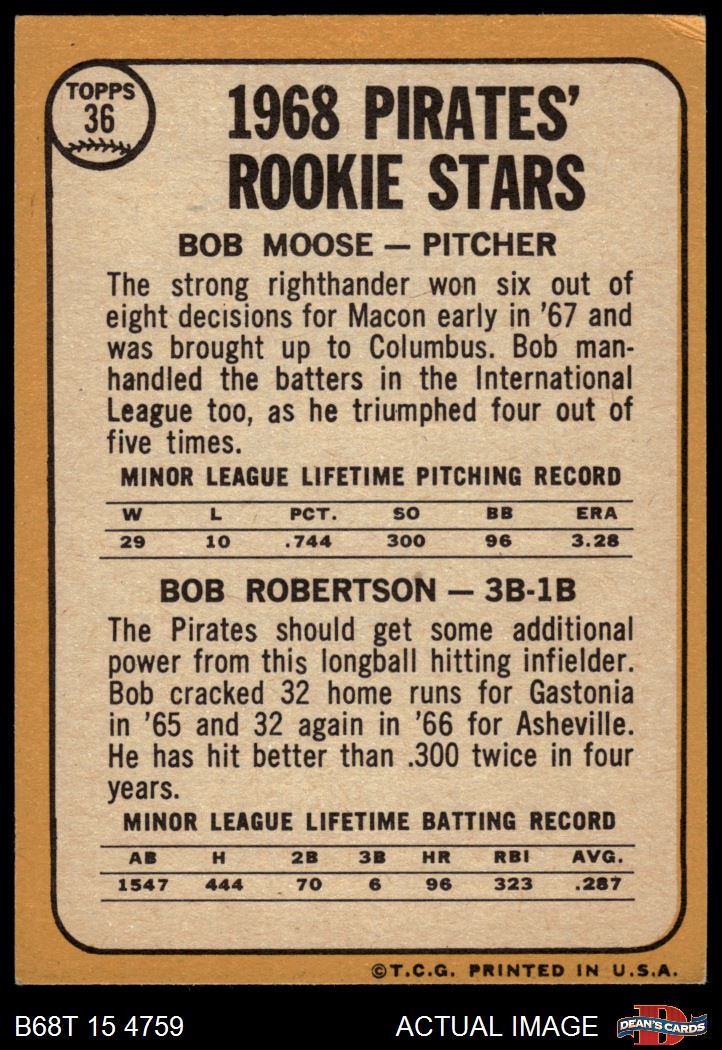 TOPPS
36
1968 PIRATES'
ROOKIE STARS
BOB MOOSE — PITCHER
The strong righthander won six out of
eight decisions for Macon early in '67 and
was brought up to Columbus. Bob man-
handled the batters in the International
League too, as he triumphed four out of
five times.
MINOR LEAGUE LIFETIME PITCHING RECORD
W L PCT. SO BB ERA
29 10 .744 300 96 3.28
BOB ROBERTSON — 3B-1B
The Pirates should get some additional
power from this longball hitting infielder.
Bob cracked 32 home runs for Gastonia
in '65 and 32 again in '66 for Asheville.
He has hit better than .300 twice in four
years.
MINOR LEAGUE LIFETIME BATTING RECORD
AB H 2B 3B HR RBI AVG.
1547 444 70 6 96 323 .287
©T.C.G. PRINTED IN U.S.A.
B68T 15 4759 ACTUAL IMAGE
D
DEAN'S CARDS